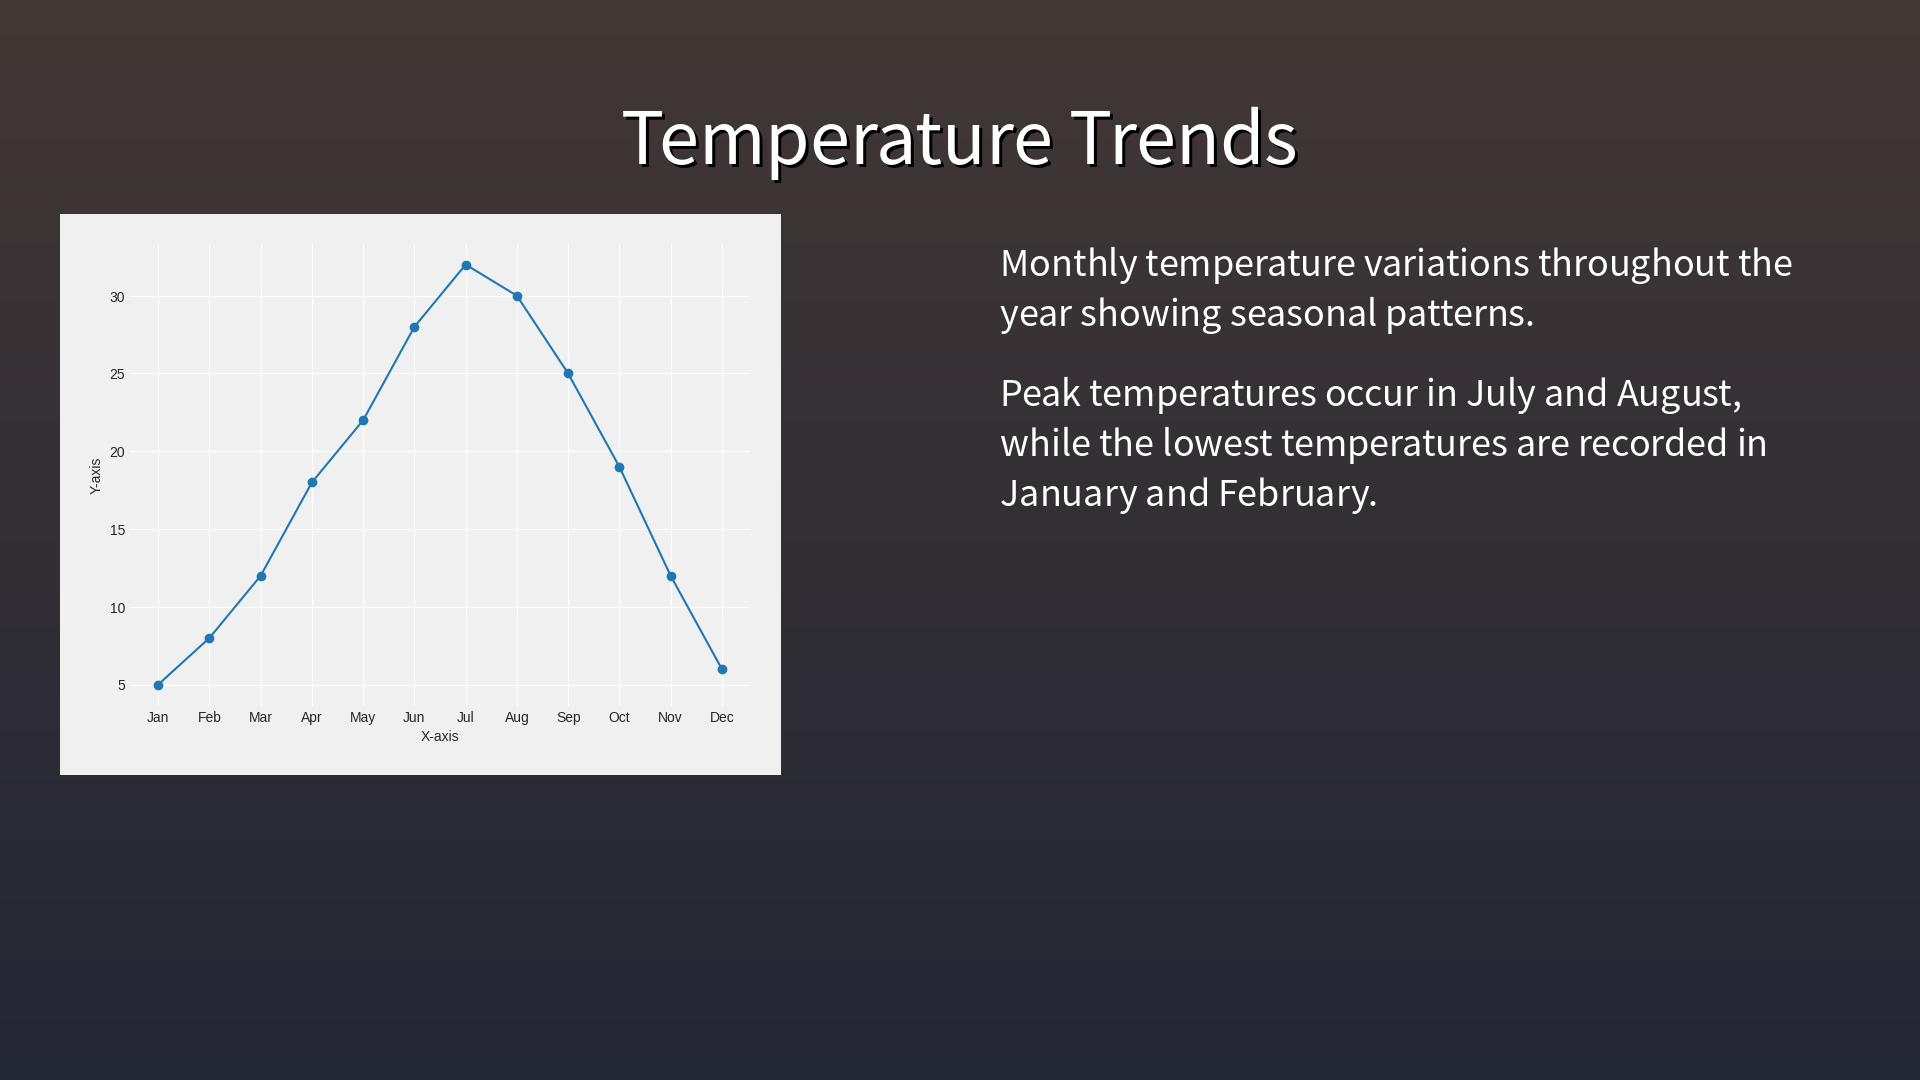 Temperature Trends
30
25
20
15
10
5
Y-axis
Jan Feb Mar Apr May Jun Jul Aug Sep Oct Nov Dec
X-axis
Monthly temperature variations throughout the
year showing seasonal patterns.
Peak temperatures occur in July and August,
while the lowest temperatures are recorded in
January and February.